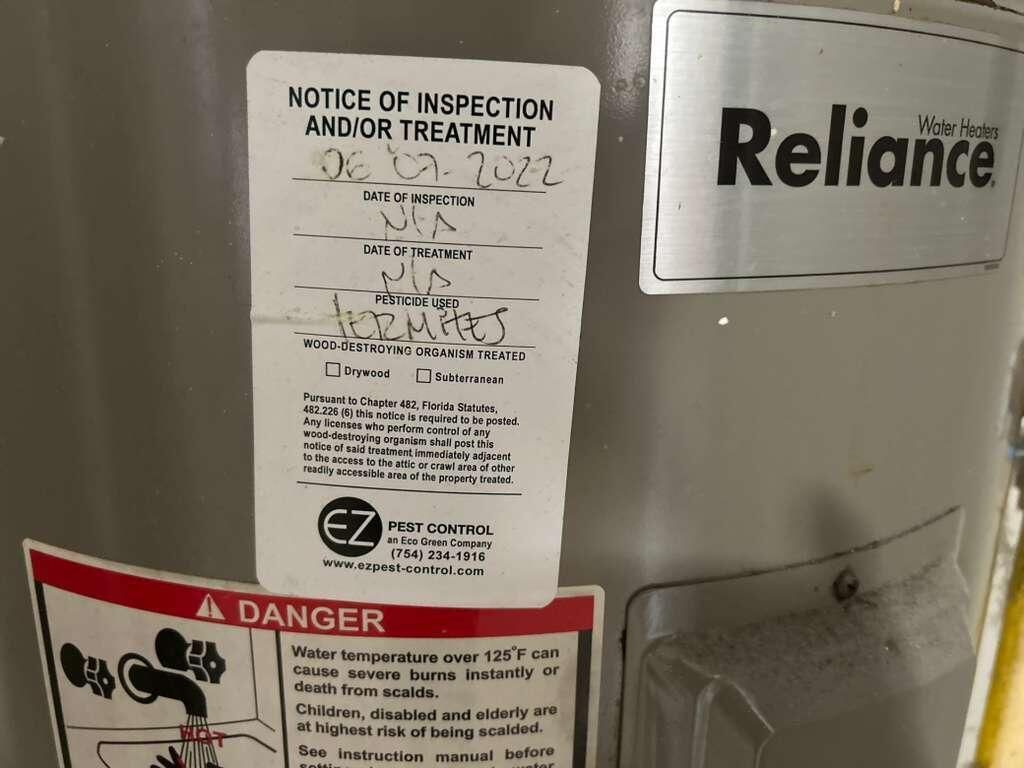 NOTICE OF INSPECTION
AND/OR TREATMENT
06 07-2022
DATE OF INSPECTION
N/A
DATE OF TREATMENT
N/A
PESTICIDE USED
TERMITES
WOOD-DESTROYING ORGANISM TREATED
Drywood Subterranean
Pursuant to Chapter 482, Florida Statutes,
482.226 (6) this notice is required to be posted.
Any licenses who perform control of any
wood-destroying organism shall post this
notice of said treatment immediately adjacent
to the access to the attic or crawl area of other
readily accessible area of the property treated.
EZ PEST CONTROL
an Eco Green Company
(754) 234-1916
www.ezpest-control.com
Water Heaters
Reliance
DANGER
HOT
Water temperature over 125°F can
cause severe burns instantly or
death from scalds.
Children, disabled and elderly are
at highest risk of being scalded.
See instruction manual before